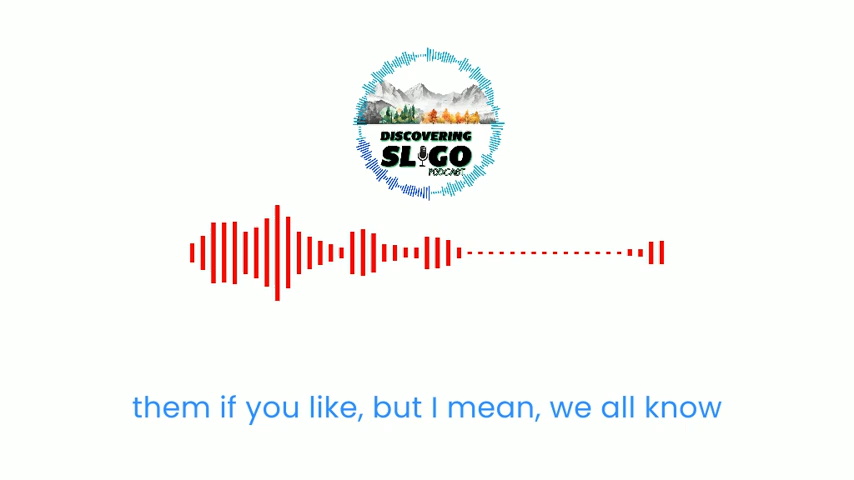 DISCOVERING
SLIGO
PODCAST
them if you like, but I mean, we all know